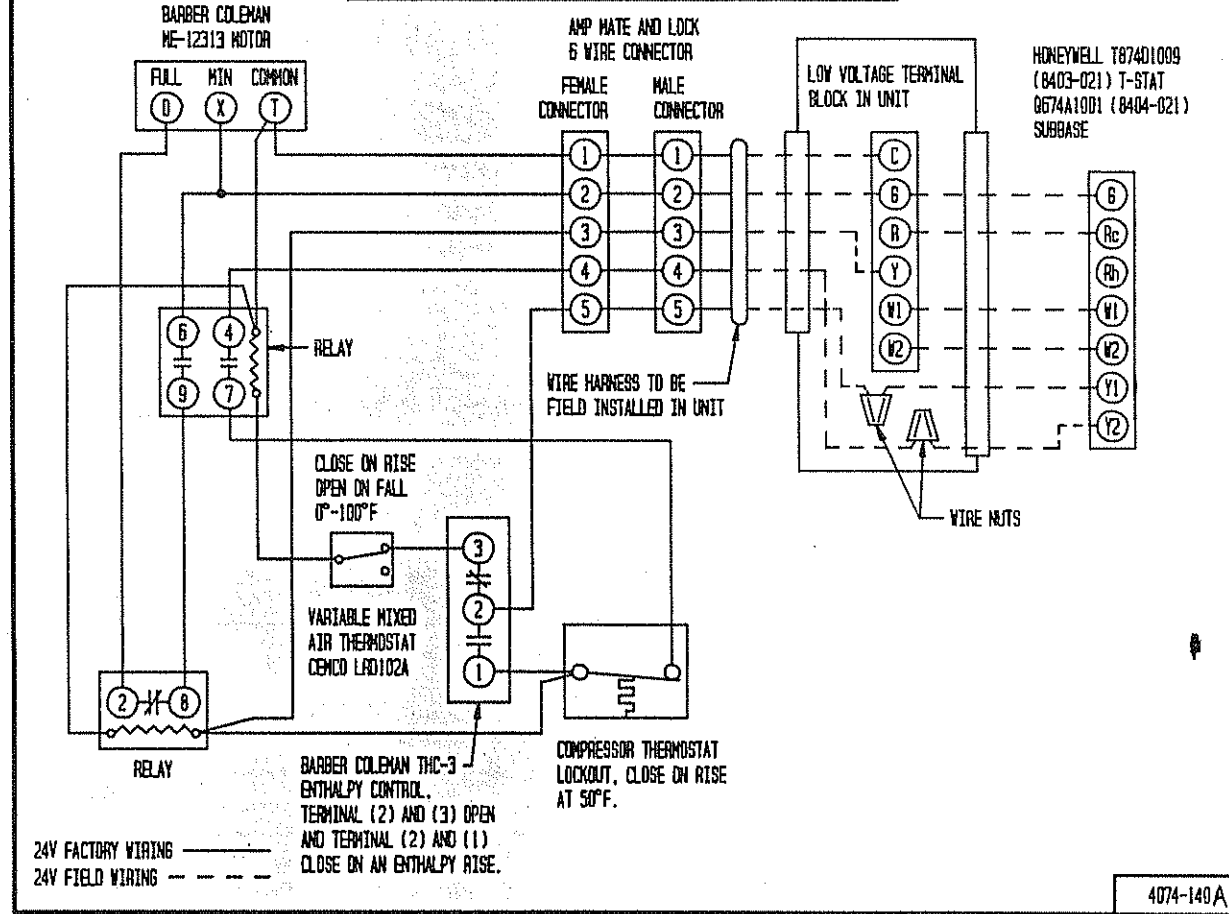 BARBER COLEMAN
ME-12313 MOTOR
FULL MIN COMMON
D X T
AMP MATE AND LOCK
6 WIRE CONNECTOR
FEMALE
CONNECTOR
MALE
CONNECTOR
1 1
2 2
3 3
4 4
5 5
LOW VOLTAGE TERMINAL
BLOCK IN UNIT
C
G
R
Y
W1
W2
HONEYWELL T87401009
(8403-021) T-STAT
Q674A1001 (8404-021)
SUBBASE
G
Rc
Rh
W1
W2
Y1
Y2
6 4
9 7
RELAY
WIRE HARNESS TO BE
FIELD INSTALLED IN UNIT
WIRE NUTS
CLOSE ON RISE
OPEN ON FALL
0°-100°F
VARIABLE MIXED
AIR THERMOSTAT
CEMCO LRD102A
3
2
1
2 8
RELAY
BARBER COLEMAN THC-3
ENTHALPY CONTROL.
TERMINAL (2) AND (3) OPEN
AND TERMINAL (2) AND (1)
CLOSE ON AN ENTHALPY RISE.
COMPRESSOR THERMOSTAT
LOCKOUT, CLOSE ON RISE
AT 50°F.
24V FACTORY WIRING
24V FIELD WIRING
4074-140A